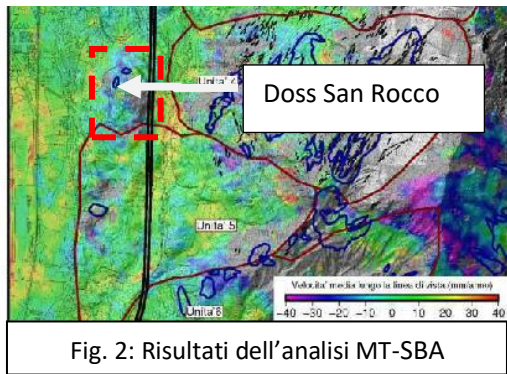 Unita' 4
Doss San Rocco
Unita' 5
Unita' 6
Velocita' media lungo la linea di vista (mm/anno)
-40 -30 -20 -10 0 10 20 30 40
Fig. 2: Risultati dell'analisi MT-SBA